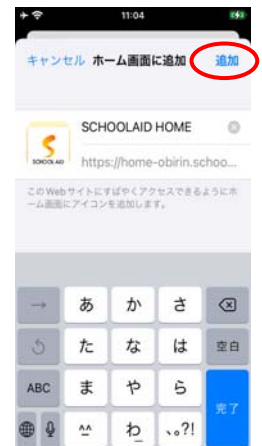 11:04
キャンセル ホーム画面に追加 追加
SCHOOLAID HOME
SCHOOL AID
https://home-obirin.schoo...
このWebサイトにすばやくアクセスできるようにホ
ーム画面にアイコンを追加します。
→ あ か さ
た な は 空白
ABC ま や ら
完了
^^ わ 、。?!